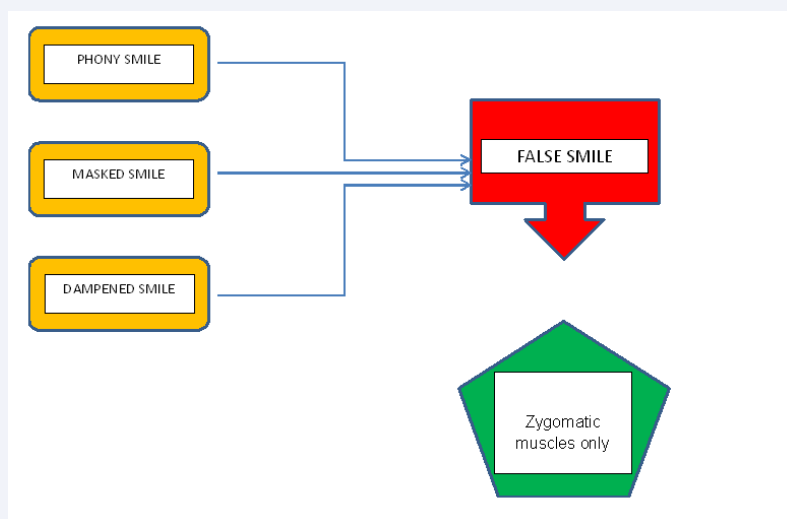 PHONY SMILE
MASKED SMILE
DAMPENED SMILE
FALSE SMILE
Zygomatic
muscles only